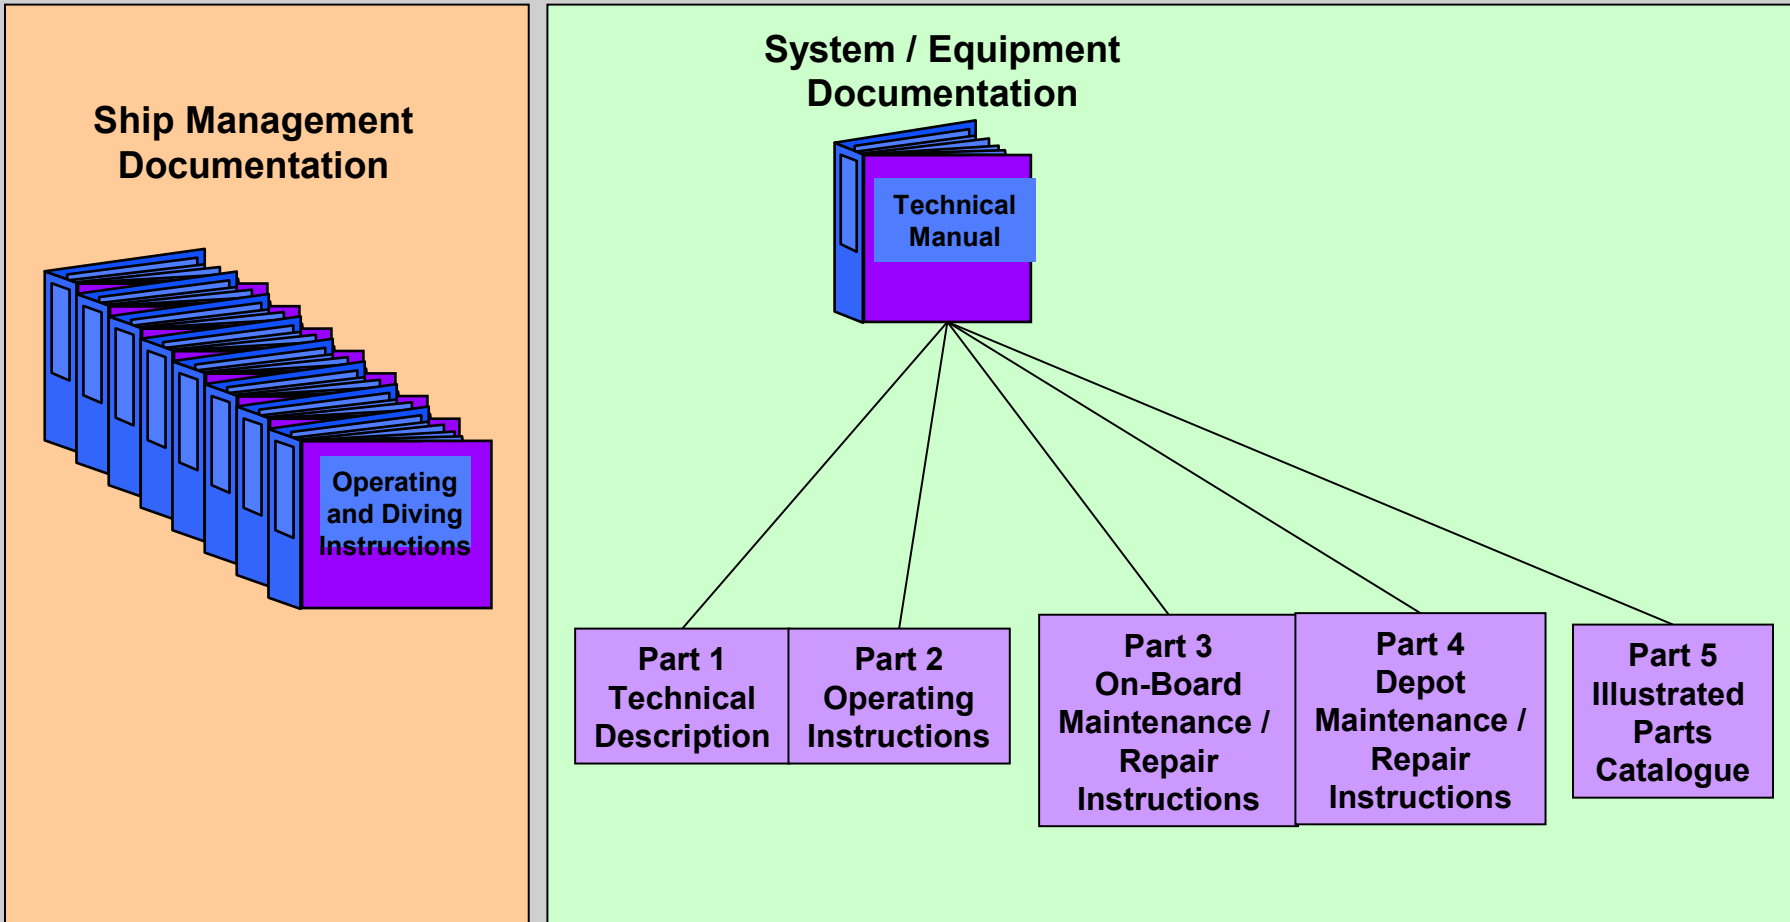 Ship Management
Documentation
Operating
and Diving
Instructions
System / Equipment
Documentation
Technical
Manual
Part 1
Technical
Description
Part 2
Operating
Instructions
Part 3
On-Board
Maintenance /
Repair
Instructions
Part 4
Depot
Maintenance /
Repair
Instructions
Part 5
Illustrated
Parts
Catalogue